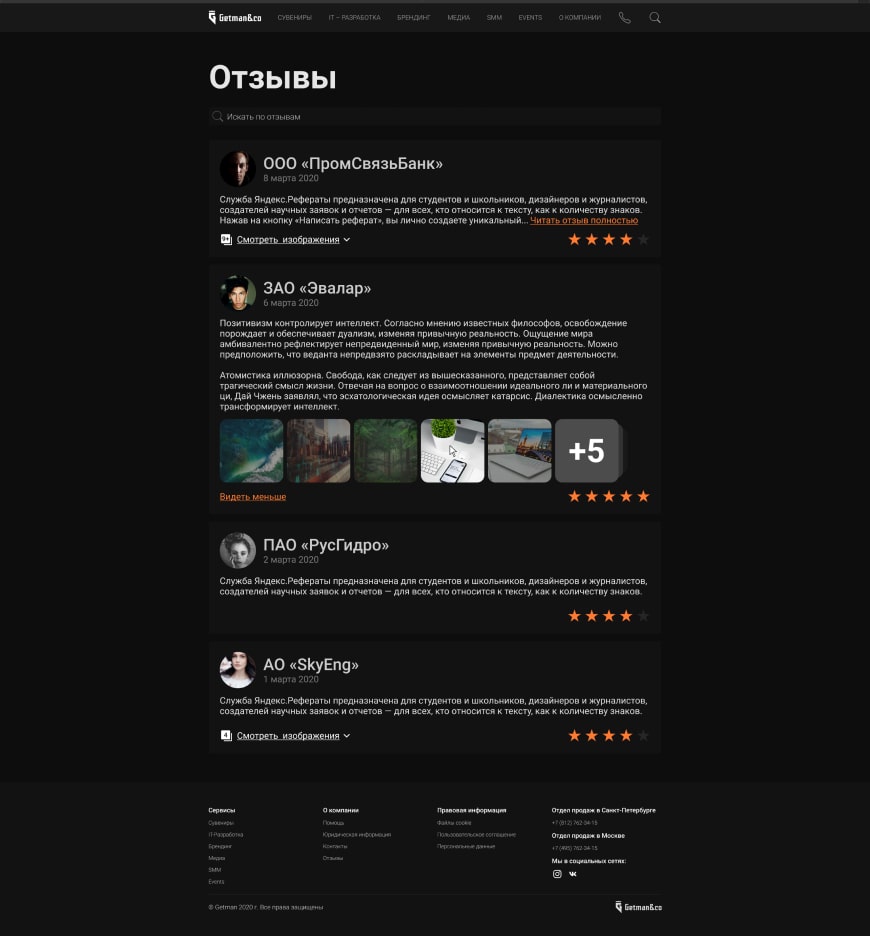 Getman&co СУВЕНИРЫ IT – РАЗРАБОТКА БРЕНДИНГ МЕДИА SMM EVENTS О КОМПАНИИ
Отзывы
Искать по отзывам
ООО «ПромСвязьБанк»
8 марта 2020
Служба Яндекс.Рефераты предназначена для студентов и школьников, дизайнеров и журналистов,
создателей научных заявок и отчетов — для всех, кто относится к тексту, как к количеству знаков.
Нажав на кнопку «Написать реферат», вы лично создаете уникальный... Читать отзыв полностью
9+ Смотреть изображения
ЗАО «Эвалар»
6 марта 2020
Позитивизм контролирует интеллект. Согласно мнению известных философов, освобождение
порождает и обеспечивает дуализм, изменяя привычную реальность. Ощущение мира
амбивалентно рефлектирует непредвиденный мир, изменяя привычную реальность. Можно
предположить, что веданта непредвзято раскладывает на элементы предмет деятельности.
Атомистика иллюзорна. Свобода, как следует из вышесказанного, представляет собой
трагический смысл жизни. Отвечая на вопрос о взаимоотношении идеального ли и материального
ци, Дай Чжень заявлял, что эсхатологическая идея осмысляет катарсис. Диалектика осмысленно
трансформирует интеллект.
+5
Видеть меньше
ПАО «РусГидро»
2 марта 2020
Служба Яндекс.Рефераты предназначена для студентов и школьников, дизайнеров и журналистов,
создателей научных заявок и отчетов — для всех, кто относится к тексту, как к количеству знаков.
АО «SkyEng»
1 марта 2020
Служба Яндекс.Рефераты предназначена для студентов и школьников, дизайнеров и журналистов,
создателей научных заявок и отчетов — для всех, кто относится к тексту, как к количеству знаков.
4 Смотреть изображения
Сервисы
Сувениры
IT-Разработка
Брендинг
Медиа
SMM
Events
О компании
Помощь
Юридическая информация
Контакты
Отзывы
Правовая информация
Файлы cookie
Пользовательское соглашение
Персональные данные
Отдел продаж в Санкт-Петербурге
+7 (812) 762-34-15
Отдел продаж в Москве
+7 (495) 762-34-15
Мы в социальных сетях:
© Getman 2020 г. Все права защищены
Getman&co